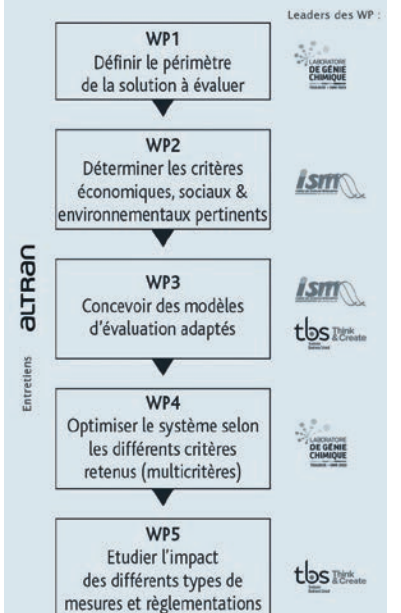 Leaders des WP :
WP1
Définir le périmètre
de la solution à évaluer
LABORATOIRE
DE GÉNIE
CHIMIQUE
WP2
Déterminer les critères
économiques, sociaux &
environnementaux pertinents
ism
Entretiens
aLTRan
WP3
Concevoir des modèles
d'évaluation adaptés
ism
tbs Think
& Create
WP4
Optimiser le système selon
les différents critères
retenus (multicritères)
LABORATOIRE
DE GÉNIE
CHIMIQUE
WP5
Etudier l'impact
des différents types de
mesures et règlementations
tbs Think
& Create